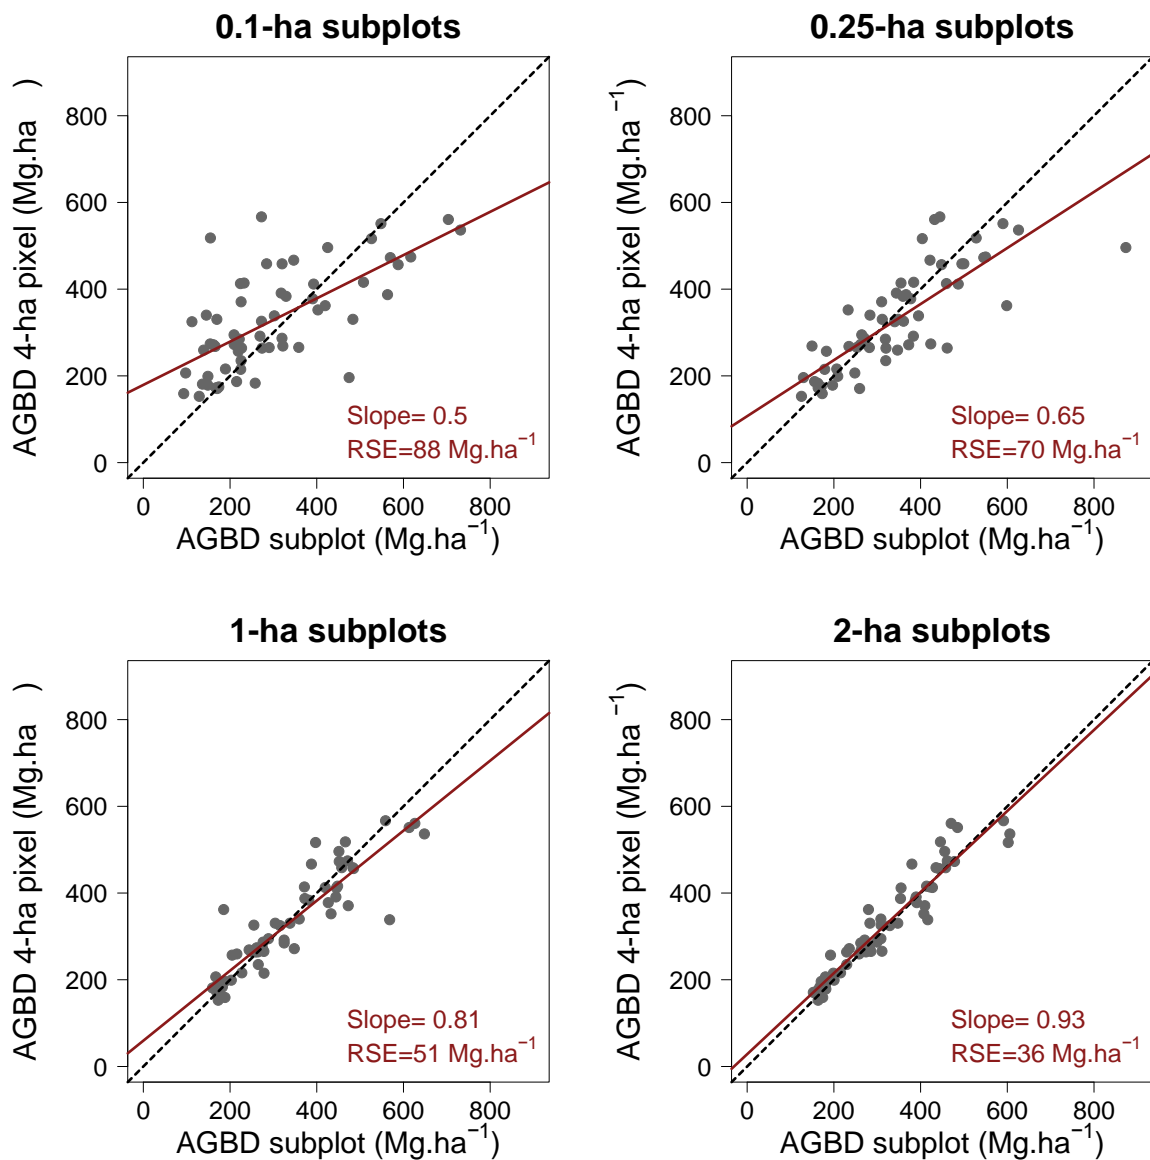 0.1-ha subplots
AGBD 4-ha pixel (Mg.ha )
800
600
400
200
0
Slope= 0.5
RSE=88 Mg.ha−1
0 200 400 600 800
AGBD subplot (Mg.ha−1)
0.25-ha subplots
AGBD 4-ha pixel (Mg.ha−1)
800
600
400
200
0
Slope= 0.65
RSE=70 Mg.ha−1
0 200 400 600 800
AGBD subplot (Mg.ha−1)
1-ha subplots
AGBD 4-ha pixel (Mg.ha )
800
600
400
200
0
Slope= 0.81
RSE=51 Mg.ha−1
0 200 400 600 800
AGBD subplot (Mg.ha−1)
2-ha subplots
AGBD 4-ha pixel (Mg.ha−1)
800
600
400
200
0
Slope= 0.93
RSE=36 Mg.ha−1
0 200 400 600 800
AGBD subplot (Mg.ha−1)